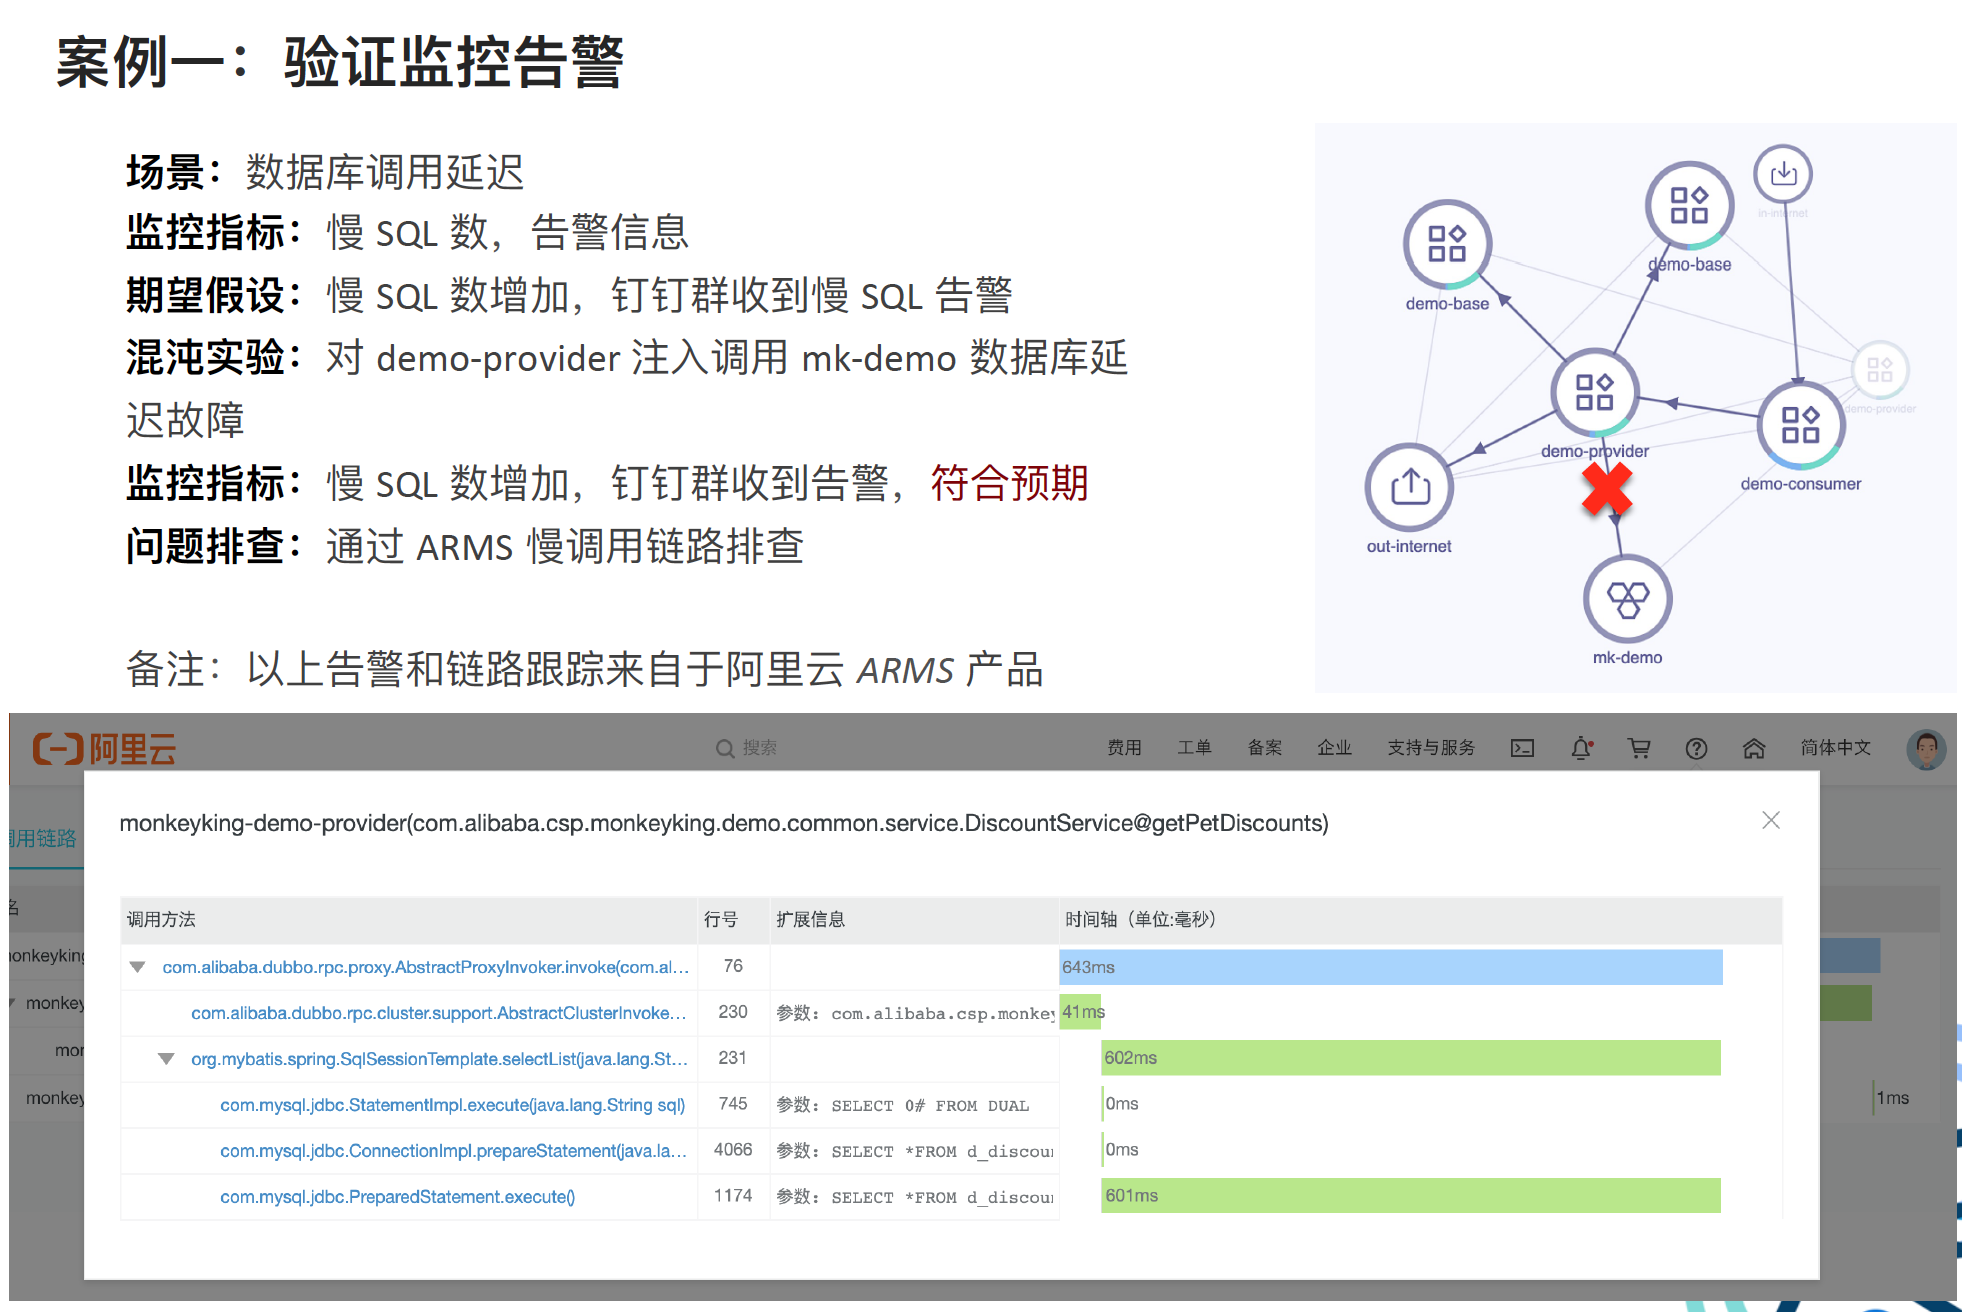 案例一：验证监控告警
场景：数据库调用延迟
监控指标：慢 SQL 数，告警信息
期望假设：慢 SQL 数增加，钉钉群收到慢 SQL 告警
混沌实验：对 demo-provider 注入调用 mk-demo 数据库延
迟故障
监控指标：慢 SQL 数增加，钉钉群收到告警，符合预期
问题排查：通过 ARMS 慢调用链路排查
备注：以上告警和链路跟踪来自于阿里云 ARMS 产品
in-internet
demo-base
demo-base
demo-provider
demo-provider
demo-consumer
out-internet
mk-demo
阿里云
搜索
费用 工单 备案 企业 支持与服务 简体中文
调用链路
名
monkeyking
monkey
mon
monkey
1ms
monkeyking-demo-provider(com.alibaba.csp.monkeyking.demo.common.service.DiscountService@getPetDiscounts)
调用方法 行号 扩展信息 时间轴（单位:毫秒）
com.alibaba.dubbo.rpc.proxy.AbstractProxyInvoker.invoke(com.al... 76 643ms
com.alibaba.dubbo.rpc.cluster.support.AbstractClusterInvoke... 230 参数：com.alibaba.csp.monkey 41ms
org.mybatis.spring.SqlSessionTemplate.selectList(java.lang.St... 231 602ms
com.mysql.jdbc.StatementImpl.execute(java.lang.String sql) 745 参数：SELECT 0# FROM DUAL 0ms
com.mysql.jdbc.ConnectionImpl.prepareStatement(java.la... 4066 参数：SELECT *FROM d_discoun 0ms
com.mysql.jdbc.PreparedStatement.execute() 1174 参数：SELECT *FROM d_discoun 601ms